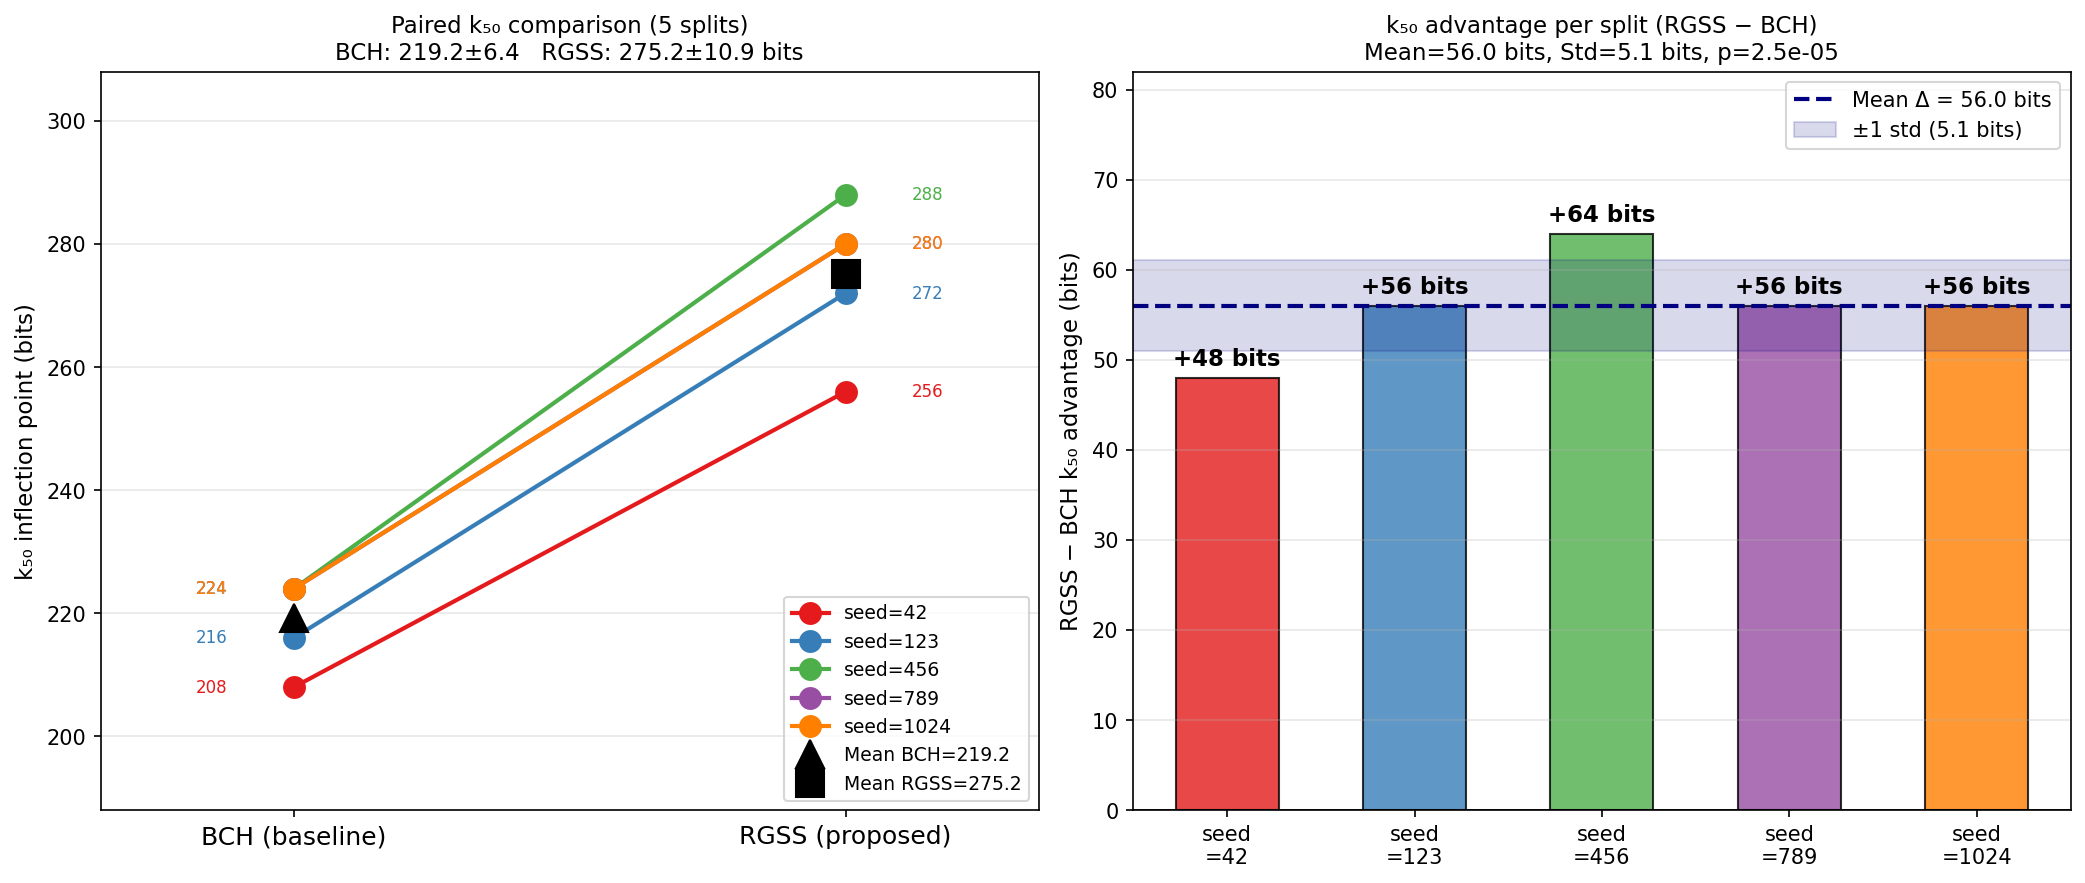 Paired k₅₀ comparison (5 splits)
BCH: 219.2±6.4   RGSS: 275.2±10.9 bits
k₅₀ inflection point (bits)
300
280
260
240
220
200
288
280
272
256
224
216
208
seed=42
seed=123
seed=456
seed=789
seed=1024
Mean BCH=219.2
Mean RGSS=275.2
BCH (baseline)
RGSS (proposed)
k₅₀ advantage per split (RGSS − BCH)
Mean=56.0 bits, Std=5.1 bits, p=2.5e-05
RGSS − BCH k₅₀ advantage (bits)
80
70
60
50
40
30
20
10
0
Mean Δ = 56.0 bits
±1 std (5.1 bits)
+48 bits
+56 bits
+64 bits
+56 bits
+56 bits
seed
=42
seed
=123
seed
=456
seed
=789
seed
=1024